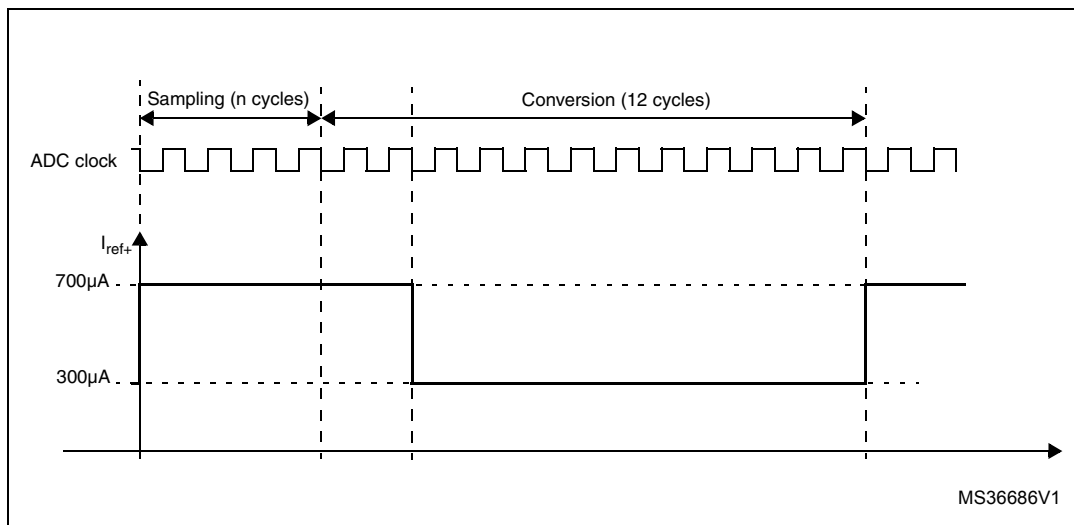 Sampling (n cycles)
Conversion (12 cycles)
ADC clock
Iref+
700µA
300µA
MS36686V1